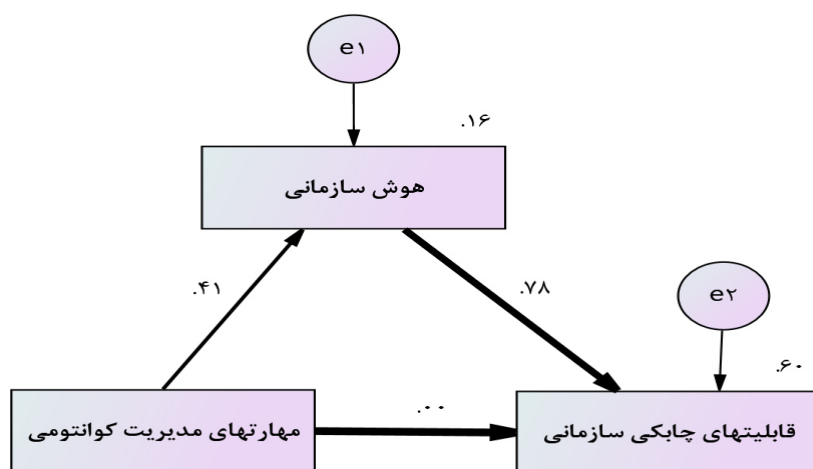 e۱
.۱۶
هوش سازمانی
.۴۱
.۷۸
e۲
.۶۰
مهارتهای مدیریت کوانتومی
.۰۰
قابلیتهای چابکی سازمانی